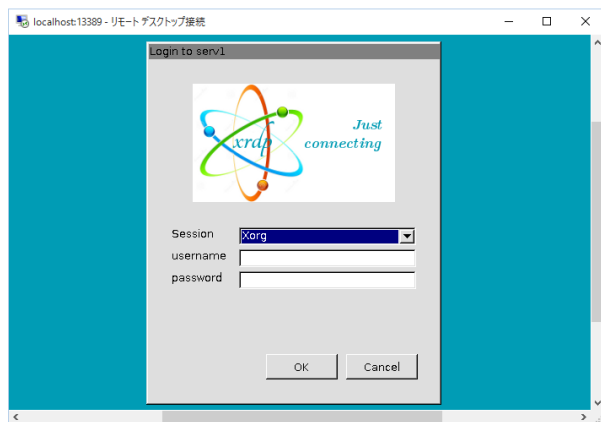 localhost:13389 - リモート デスクトップ接続
Login to serv1
xrdp
Just
connecting
Session
Xorg
username
password
OK
Cancel